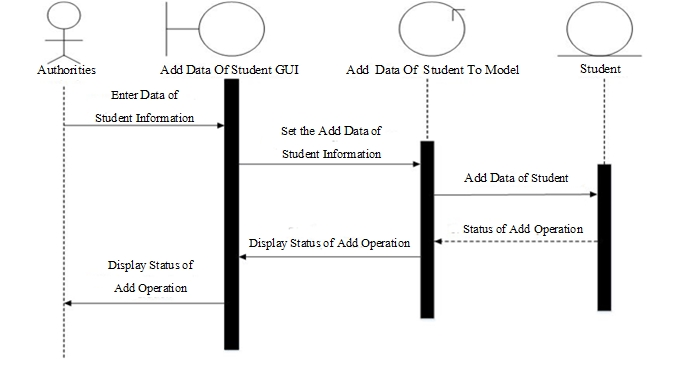 Authorities
Add Data Of Student GUI
Add Data Of Student To Model
Student
Enter Data of
Student Information
Set the Add Data of
Student Information
Add Data of Student
Status of Add Operation
Display Status of Add Operation
Display Status of
Add Operation